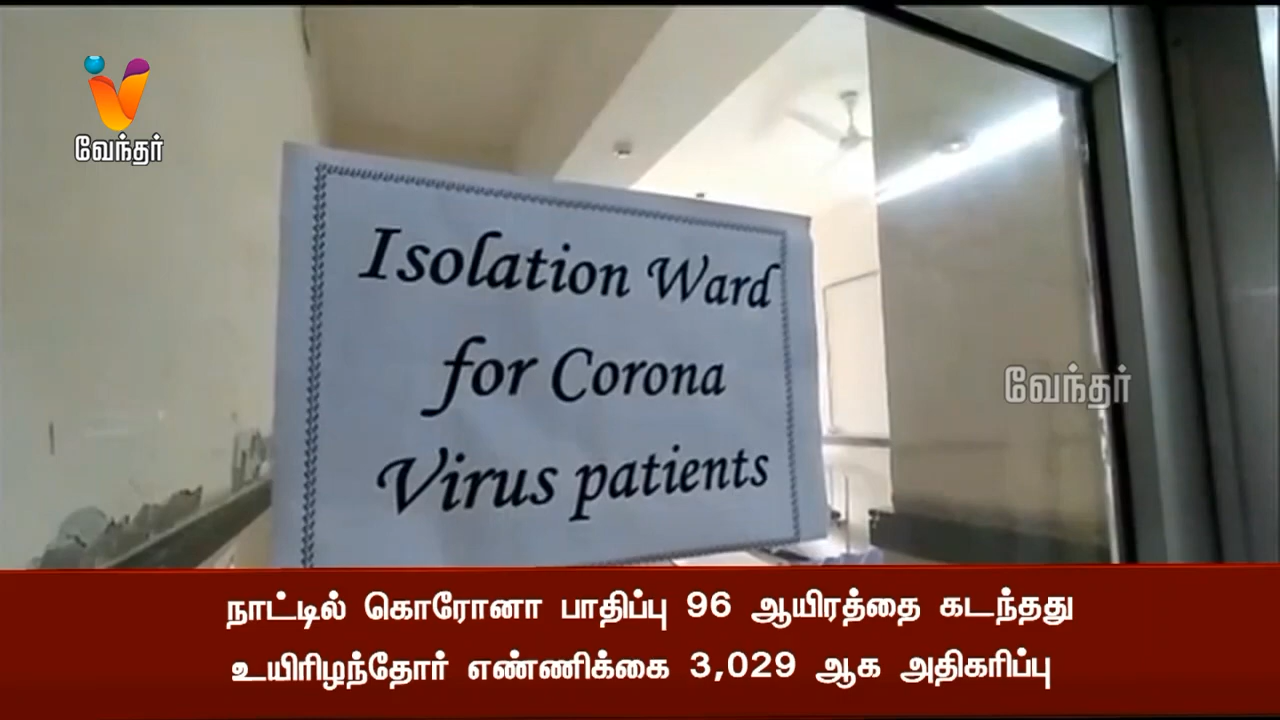 வேந்தர்
Isolation Ward
for Corona
Virus patients
வேந்தர்
நாட்டில் கொரோனா பாதிப்பு 96 ஆயிரத்தை கடந்தது
உயிரிழந்தோர் எண்ணிக்கை 3,029 ஆக அதிகரிப்பு